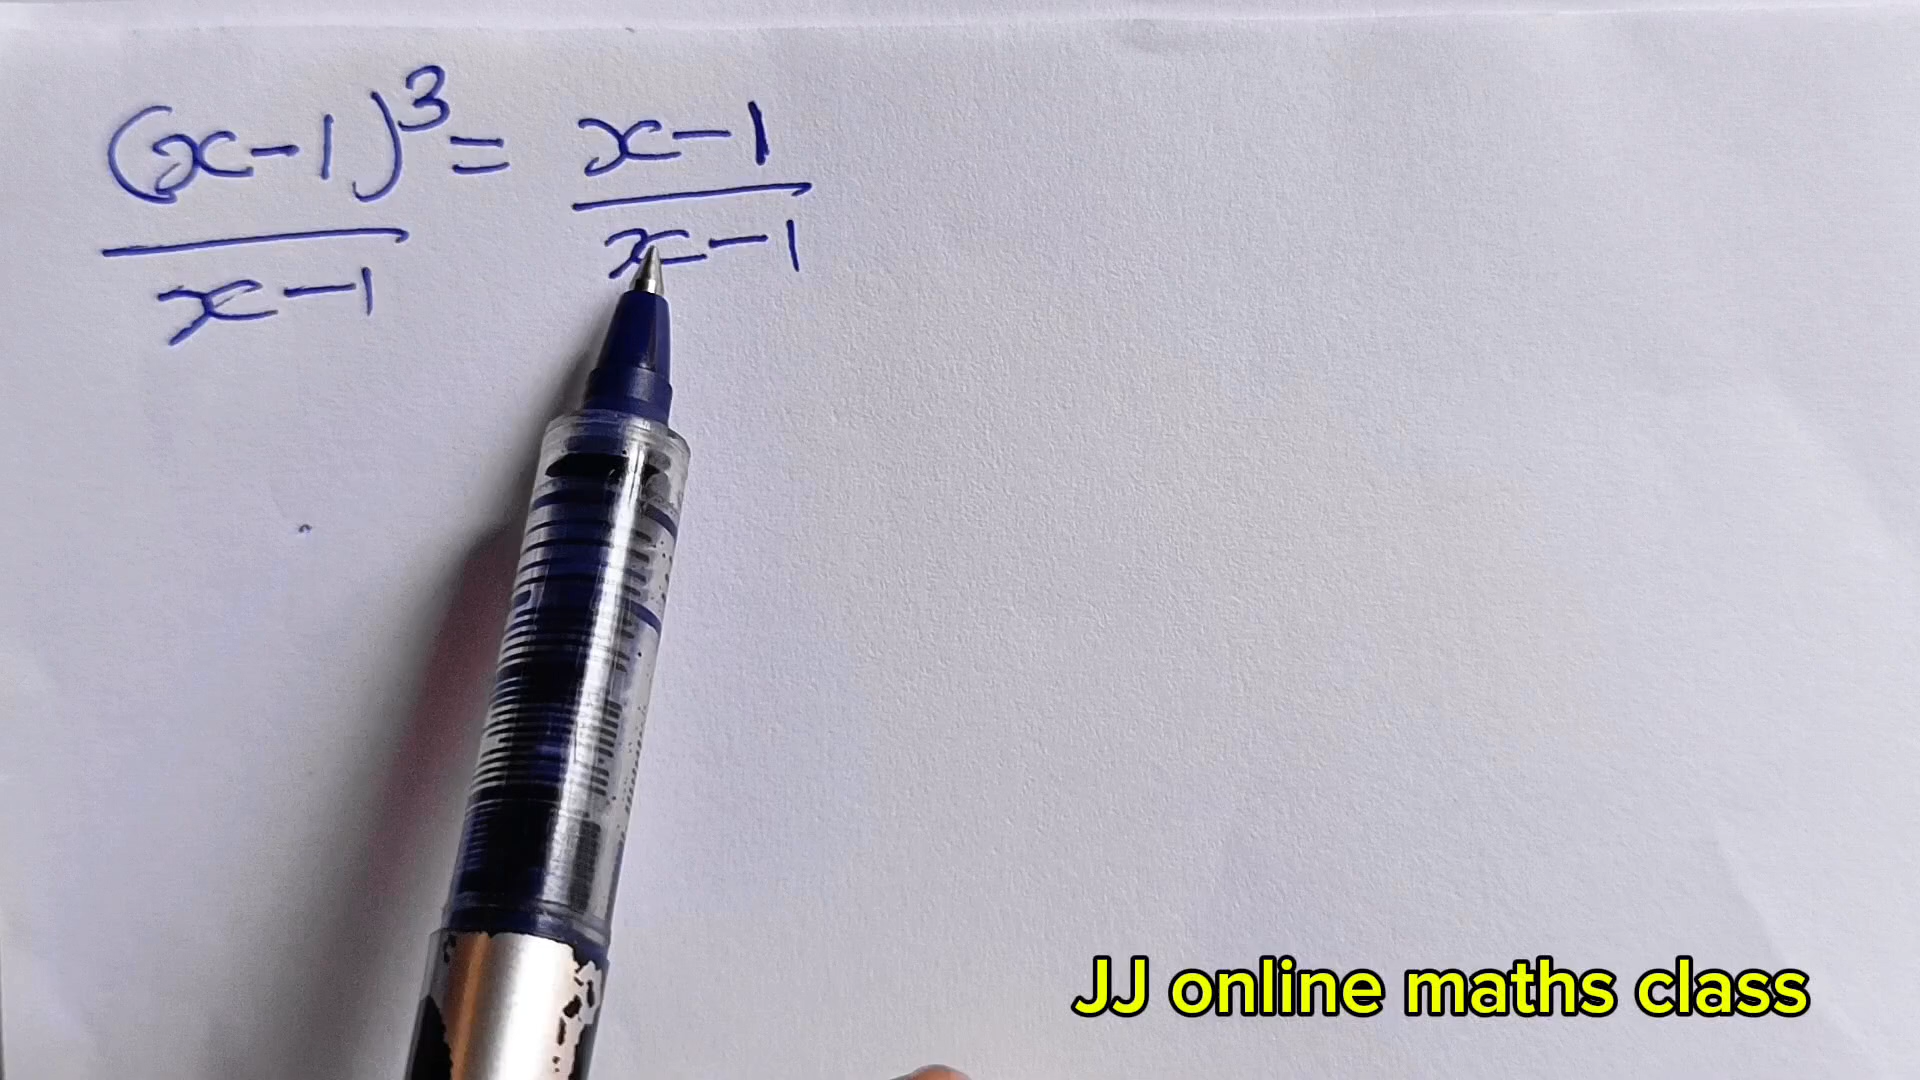 (x-1)³/(x-1) = (x-1)/(x-1)
JJ online maths class